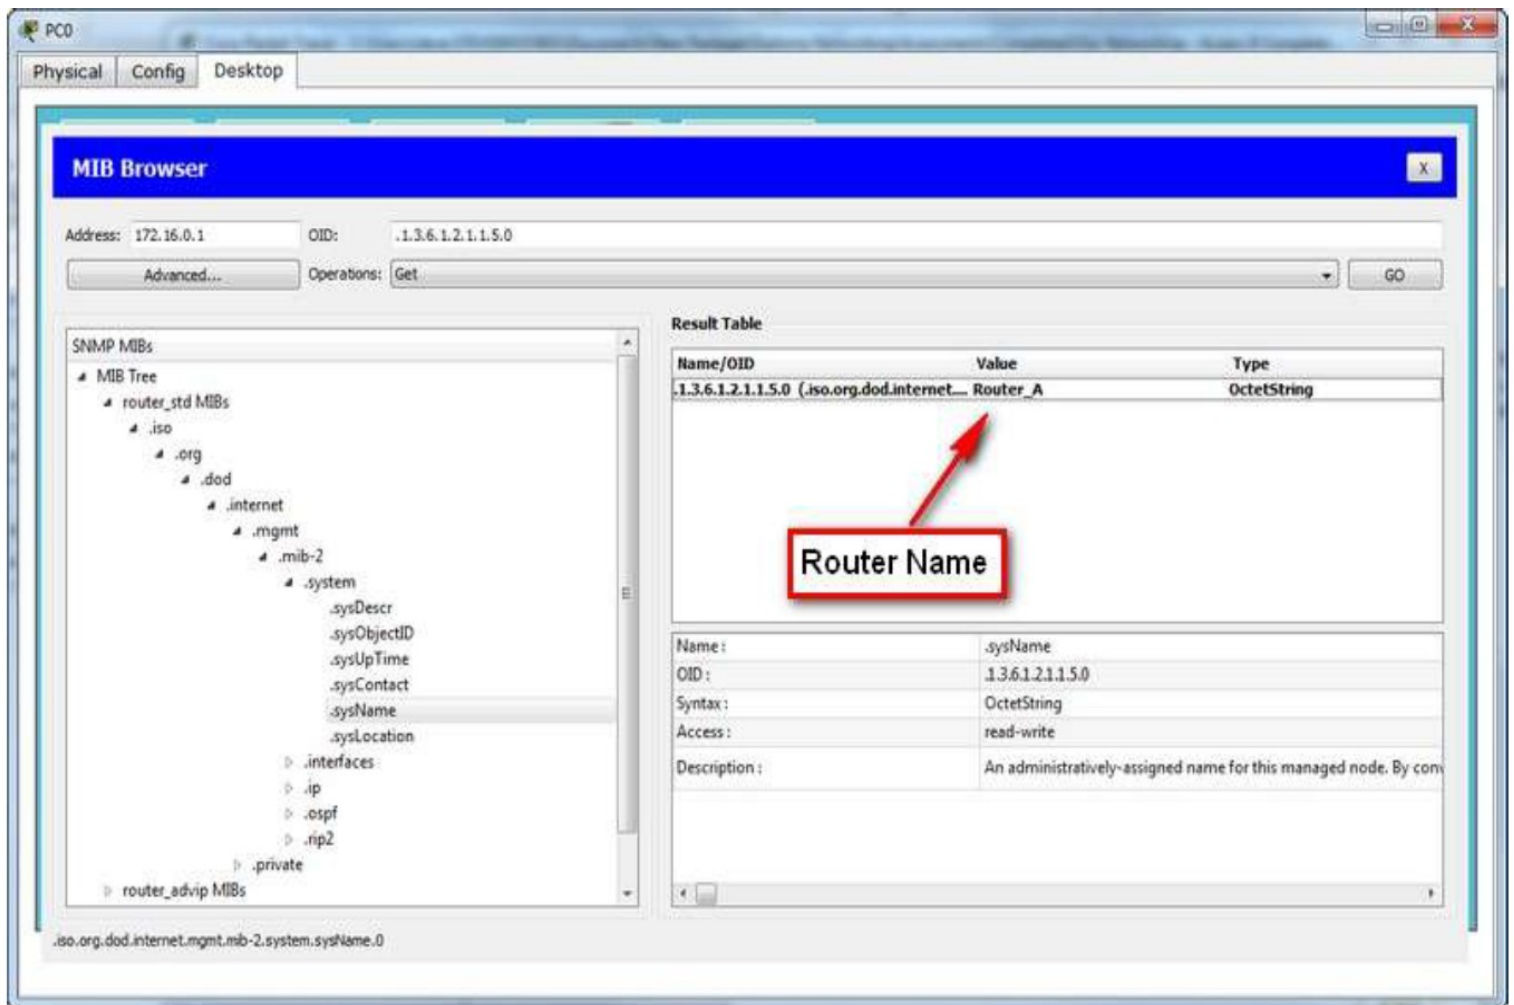 PC0
Physical Config Desktop
MIB Browser
X
Address: 172.16.0.1 OID: .1.3.6.1.2.1.1.5.0
Advanced... Operations: Get GO
SNMP MIBs
MIB Tree
router_std MIBs
.iso
.org
.dod
.internet
.mgmt
.mib-2
.system
.sysDescr
.sysObjectID
.sysUpTime
.sysContact
.sysName
.sysLocation
.interfaces
.ip
.ospf
.rip2
.private
router_advip MIBs
Result Table
Name/OID Value Type
.1.3.6.1.2.1.1.5.0 (.iso.org.dod.internet.... Router_A OctetString
Router Name
Name : .sysName
OID : .1.3.6.1.2.1.1.5.0
Syntax : OctetString
Access : read-write
Description : An administratively-assigned name for this managed node. By conv
.iso.org.dod.internet.mgmt.mib-2.system.sysName.0